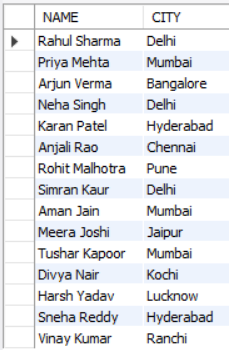 NAME CITY
Rahul Sharma Delhi
Priya Mehta Mumbai
Arjun Verma Bangalore
Neha Singh Delhi
Karan Patel Hyderabad
Anjali Rao Chennai
Rohit Malhotra Pune
Simran Kaur Delhi
Aman Jain Mumbai
Meera Joshi Jaipur
Tushar Kapoor Mumbai
Divya Nair Kochi
Harsh Yadav Lucknow
Sneha Reddy Hyderabad
Vinay Kumar Ranchi